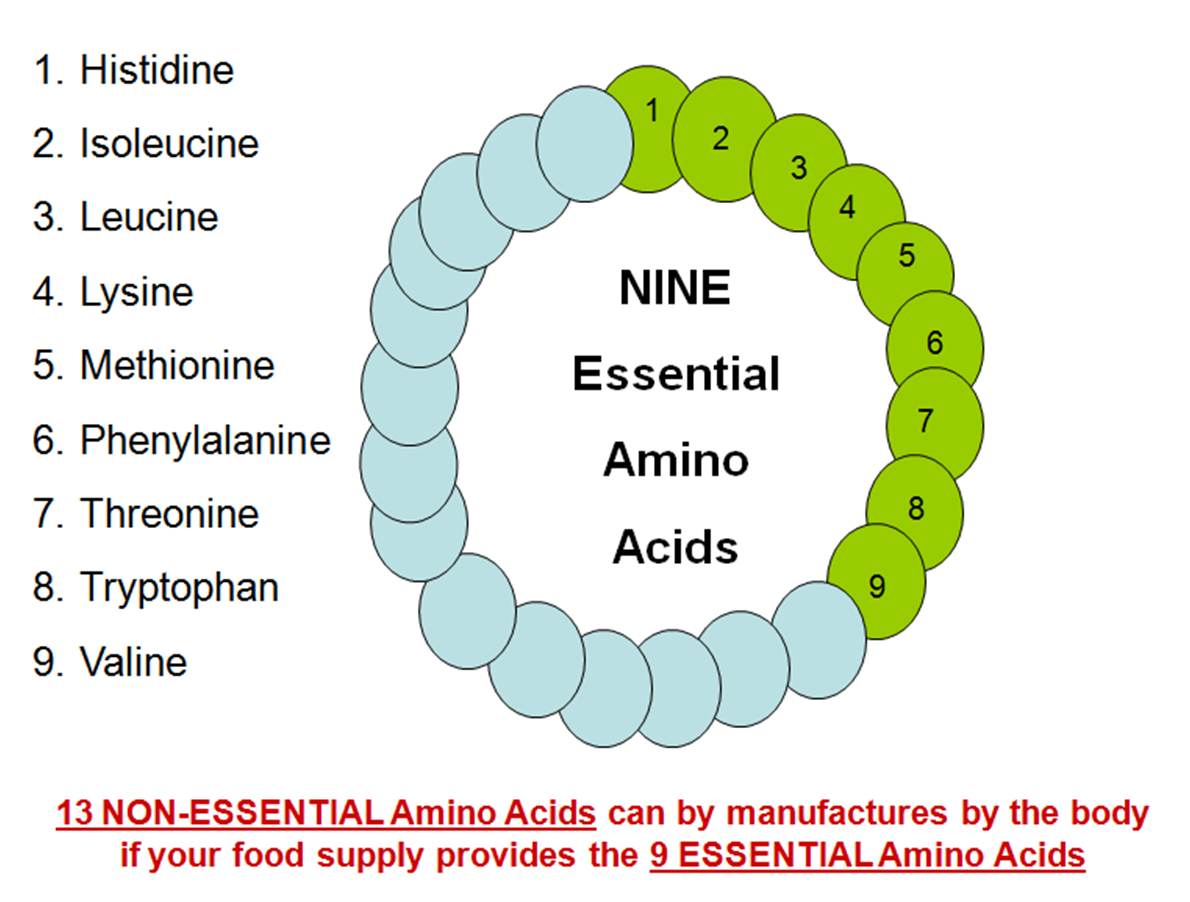 1. Histidine
2. Isoleucine
3. Leucine
4. Lysine
5. Methionine
6. Phenylalanine
7. Threonine
8. Tryptophan
9. Valine
1
2
3
4
5
6
7
8
9
NINE
Essential
Amino
Acids
13 NON-ESSENTIAL Amino Acids can by manufactures by the body
if your food supply provides the 9 ESSENTIAL Amino Acids